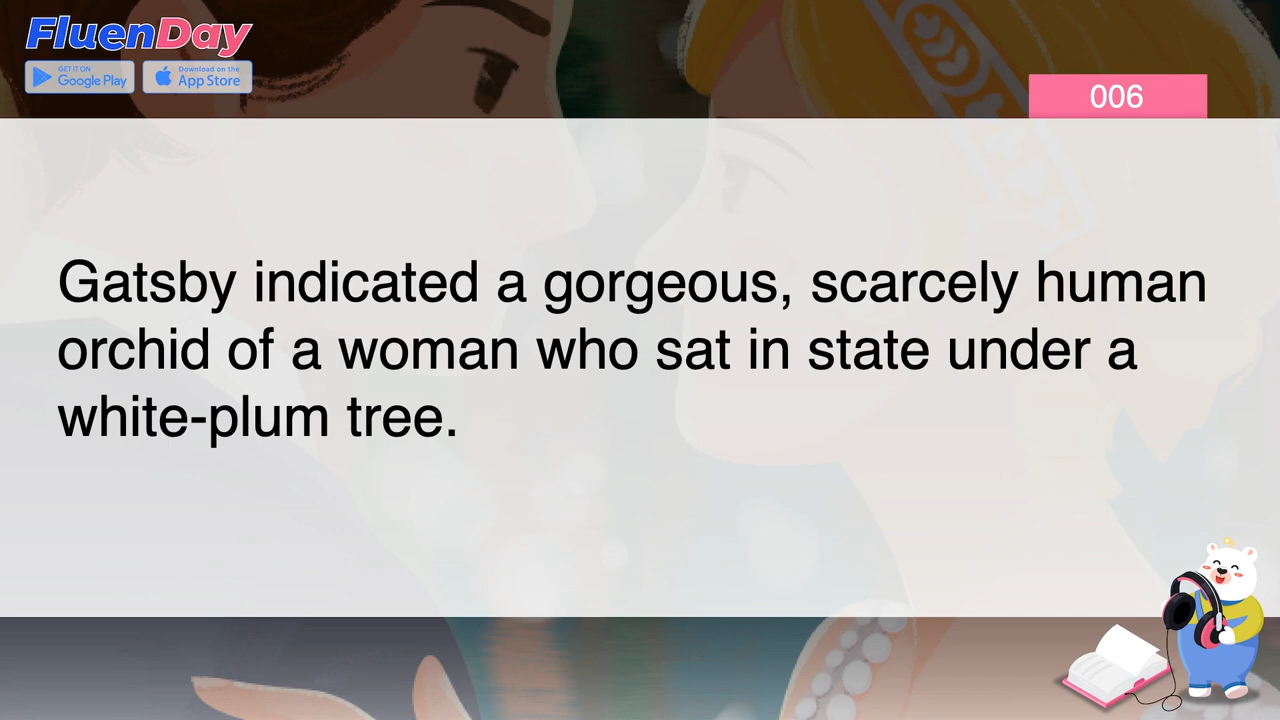 FluenDay
GET IT ON
Google Play
Download on the
App Store
006
Gatsby indicated a gorgeous, scarcely human
orchid of a woman who sat in state under a
white-plum tree.